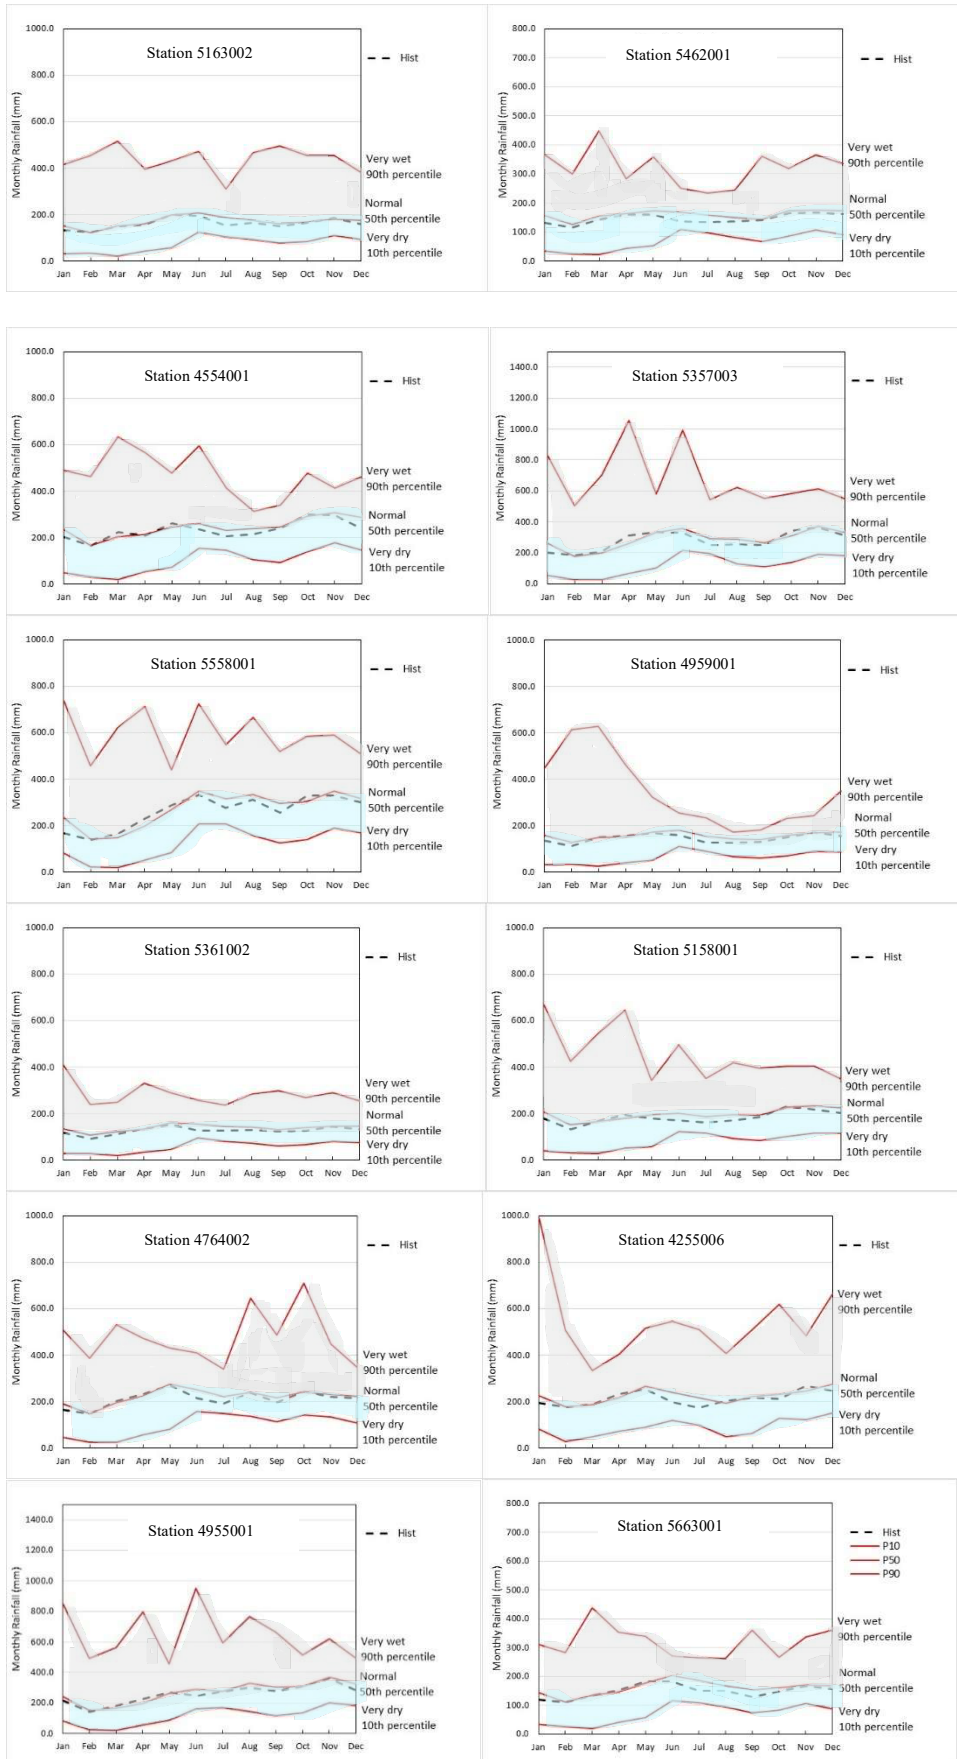 Station 5163002
Monthly Rainfall (mm)
1000.0
800.0
600.0
400.0
200.0
0.0
Jan Feb Mar Apr May Jun Jul Aug Sep Oct Nov Dec
Hist
Very wet
90th percentile
Normal
50th percentile
Very dry
10th percentile
Station 5462001
Monthly Rainfall (mm)
800.0
700.0
600.0
500.0
400.0
300.0
200.0
100.0
0.0
Jan Feb Mar Apr May Jun Jul Aug Sep Oct Nov Dec
Hist
Very wet
90th percentile
Normal
50th percentile
Very dry
10th percentile
Station 4554001
Monthly Rainfall (mm)
1000.0
800.0
600.0
400.0
200.0
0.0
Jan Feb Mar Apr May Jun Jul Aug Sep Oct Nov Dec
Hist
Very wet
90th percentile
Normal
50th percentile
Very dry
10th percentile
Station 5357003
Monthly Rainfall (mm)
1400.0
1200.0
1000.0
800.0
600.0
400.0
200.0
0.0
Jan Feb Mar Apr May Jun Jul Aug Sep Oct Nov Dec
Hist
Very wet
90th percentile
Normal
50th percentile
Very dry
10th percentile
Station 5558001
Monthly Rainfall (mm)
1000.0
800.0
600.0
400.0
200.0
0.0
Jan Feb Mar Apr May Jun Jul Aug Sep Oct Nov Dec
Hist
Very wet
90th percentile
Normal
50th percentile
Very dry
10th percentile
Station 4959001
Monthly Rainfall (mm)
1000.0
800.0
600.0
400.0
200.0
0.0
Jan Feb Mar Apr May Jun Jul Aug Sep Oct Nov Dec
Hist
Very wet
90th percentile
Normal
50th percentile
Very dry
10th percentile
Station 5361002
Monthly Rainfall (mm)
1000.0
800.0
600.0
400.0
200.0
0.0
Jan Feb Mar Apr May Jun Jul Aug Sep Oct Nov Dec
Hist
Very wet
90th percentile
Normal
50th percentile
Very dry
10th percentile
Station 5158001
Monthly Rainfall (mm)
1000.0
800.0
600.0
400.0
200.0
0.0
Jan Feb Mar Apr May Jun Jul Aug Sep Oct Nov Dec
Hist
Very wet
90th percentile
Normal
50th percentile
Very dry
10th percentile
Station 4764002
Monthly Rainfall (mm)
1000.0
800.0
600.0
400.0
200.0
0.0
Jan Feb Mar Apr May Jun Jul Aug Sep Oct Nov Dec
Hist
Very wet
90th percentile
Normal
50th percentile
Very dry
10th percentile
Station 4255006
Monthly Rainfall (mm)
1000.0
800.0
600.0
400.0
200.0
0.0
Jan Feb Mar Apr May Jun Jul Aug Sep Oct Nov Dec
Hist
Very wet
90th percentile
Normal
50th percentile
Very dry
10th percentile
Station 4955001
Monthly Rainfall (mm)
1400.0
1200.0
1000.0
800.0
600.0
400.0
200.0
0.0
Jan Feb Mar Apr May Jun Jul Aug Sep Oct Nov Dec
Hist
Very wet
90th percentile
Normal
50th percentile
Very dry
10th percentile
Station 5663001
Monthly Rainfall (mm)
800.0
700.0
600.0
500.0
400.0
300.0
200.0
100.0
0.0
Jan Feb Mar Apr May Jun Jul Aug Sep Oct Nov Dec
Hist
P10
P50
P90
Very wet
90th percentile
Normal
50th percentile
Very dry
10th percentile